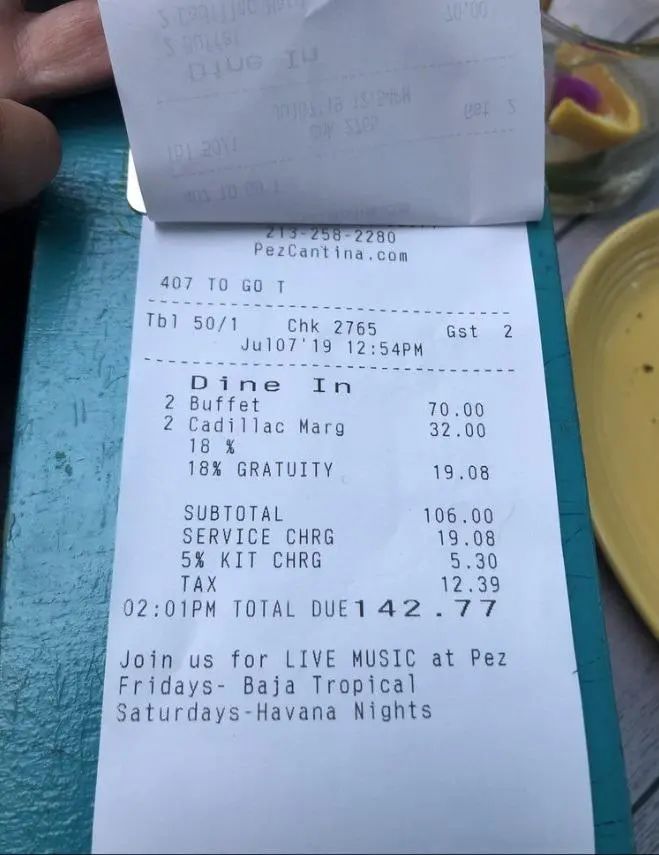 213-258-2280
PezCantina.com
407 TO GO T
Tbl 50/1 Chk 2765 Gst 2
Jul07'19 12:54PM
Dine In
2 Buffet 70.00
2 Cadillac Marg 32.00
18 %
18% GRATUITY 19.08
SUBTOTAL 106.00
SERVICE CHRG 19.08
5% KIT CHRG 5.30
TAX 12.39
02:01PM TOTAL DUE 142.77
Join us for LIVE MUSIC at Pez
Fridays- Baja Tropical
Saturdays-Havana Nights